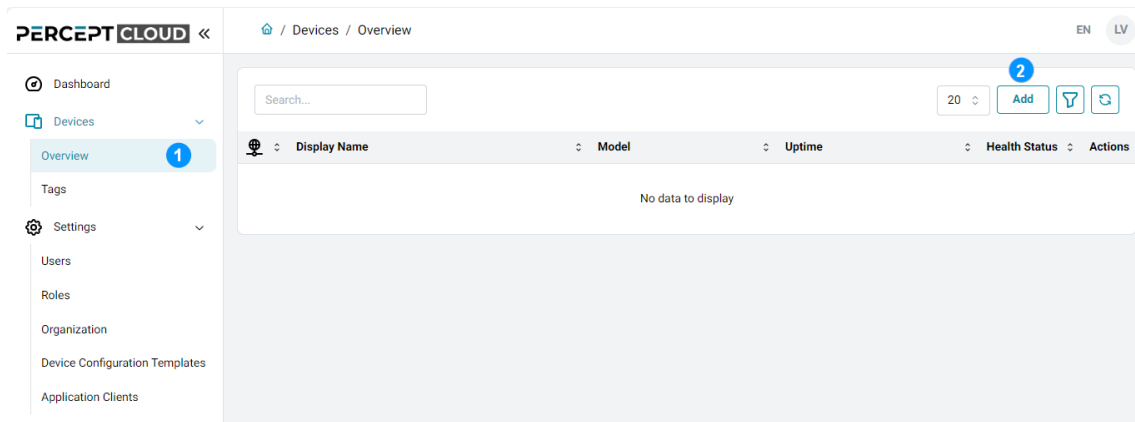 PERCEPT CLOUD «
/ Devices / Overview
EN LV
Dashboard
Devices
Overview 1
Tags
Settings
Users
Roles
Organization
Device Configuration Templates
Application Clients
2
Search... 20 Add
Display Name Model Uptime Health Status Actions
No data to display